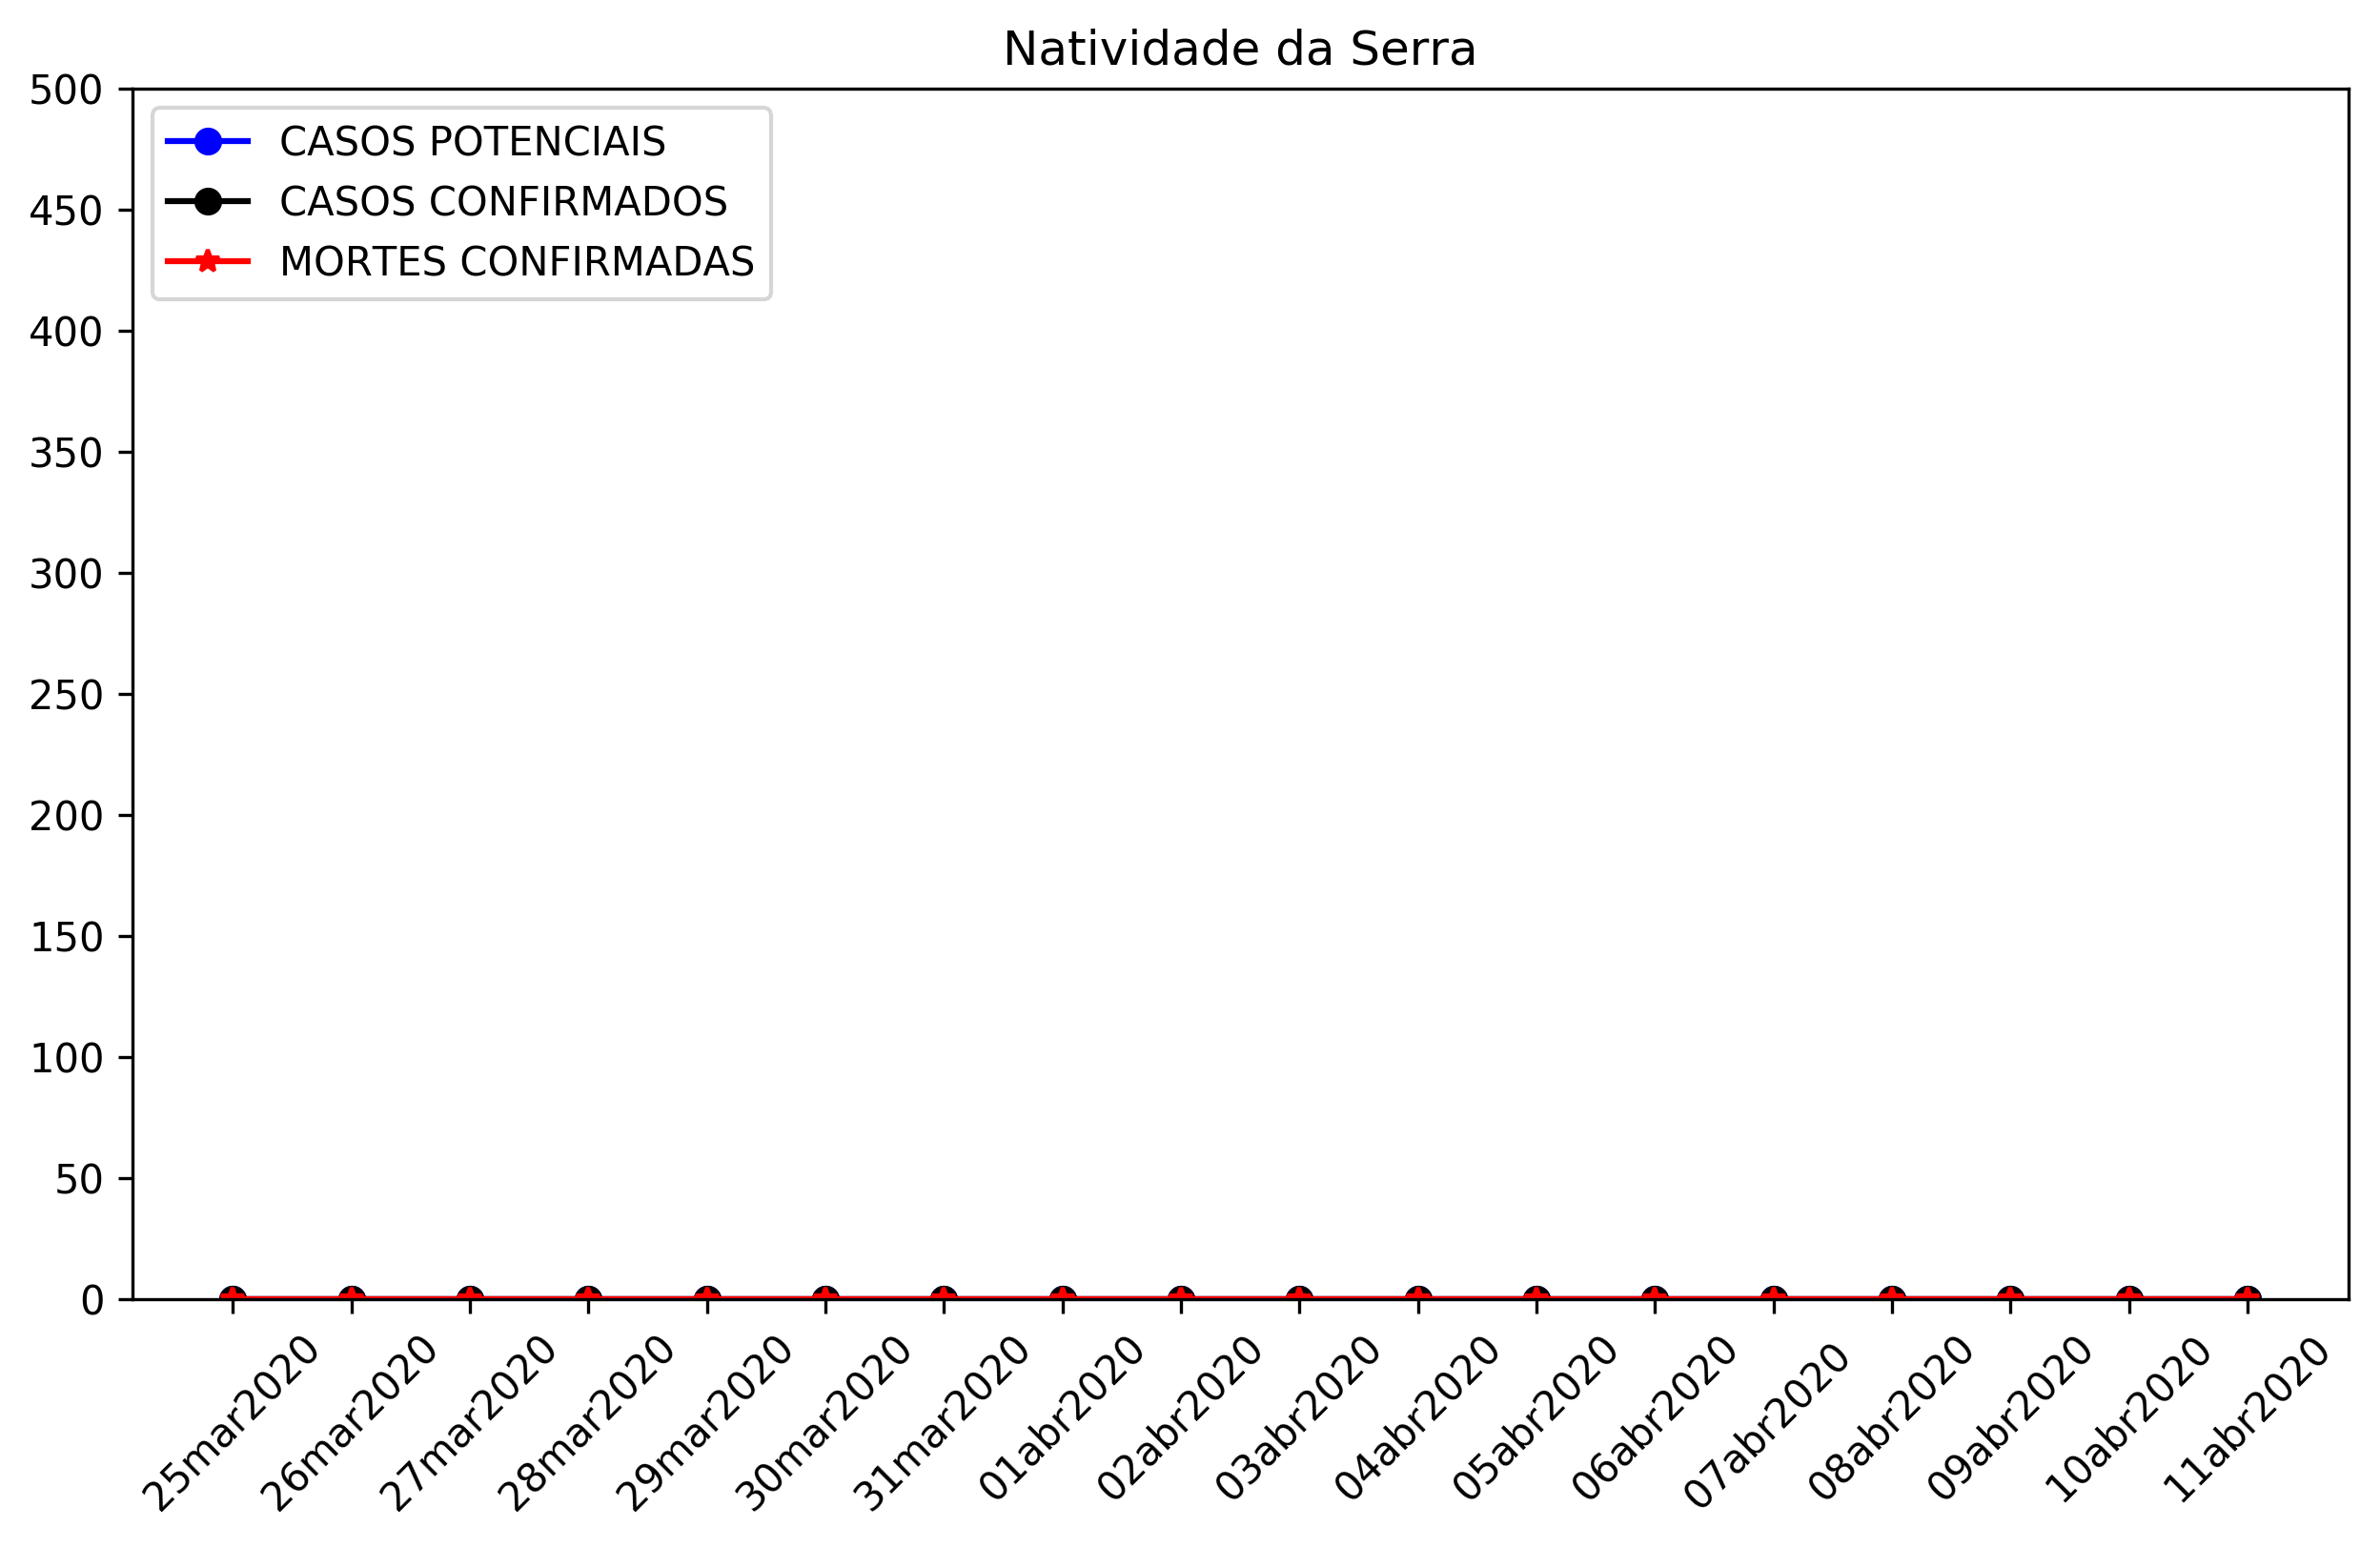 Natividade da Serra
500
450
400
350
300
250
200
150
100
50
0
CASOS POTENCIAIS
CASOS CONFIRMADOS
MORTES CONFIRMADAS
25mar2020
26mar2020
27mar2020
28mar2020
29mar2020
30mar2020
31mar2020
01abr2020
02abr2020
03abr2020
04abr2020
05abr2020
06abr2020
07abr2020
08abr2020
09abr2020
10abr2020
11abr2020